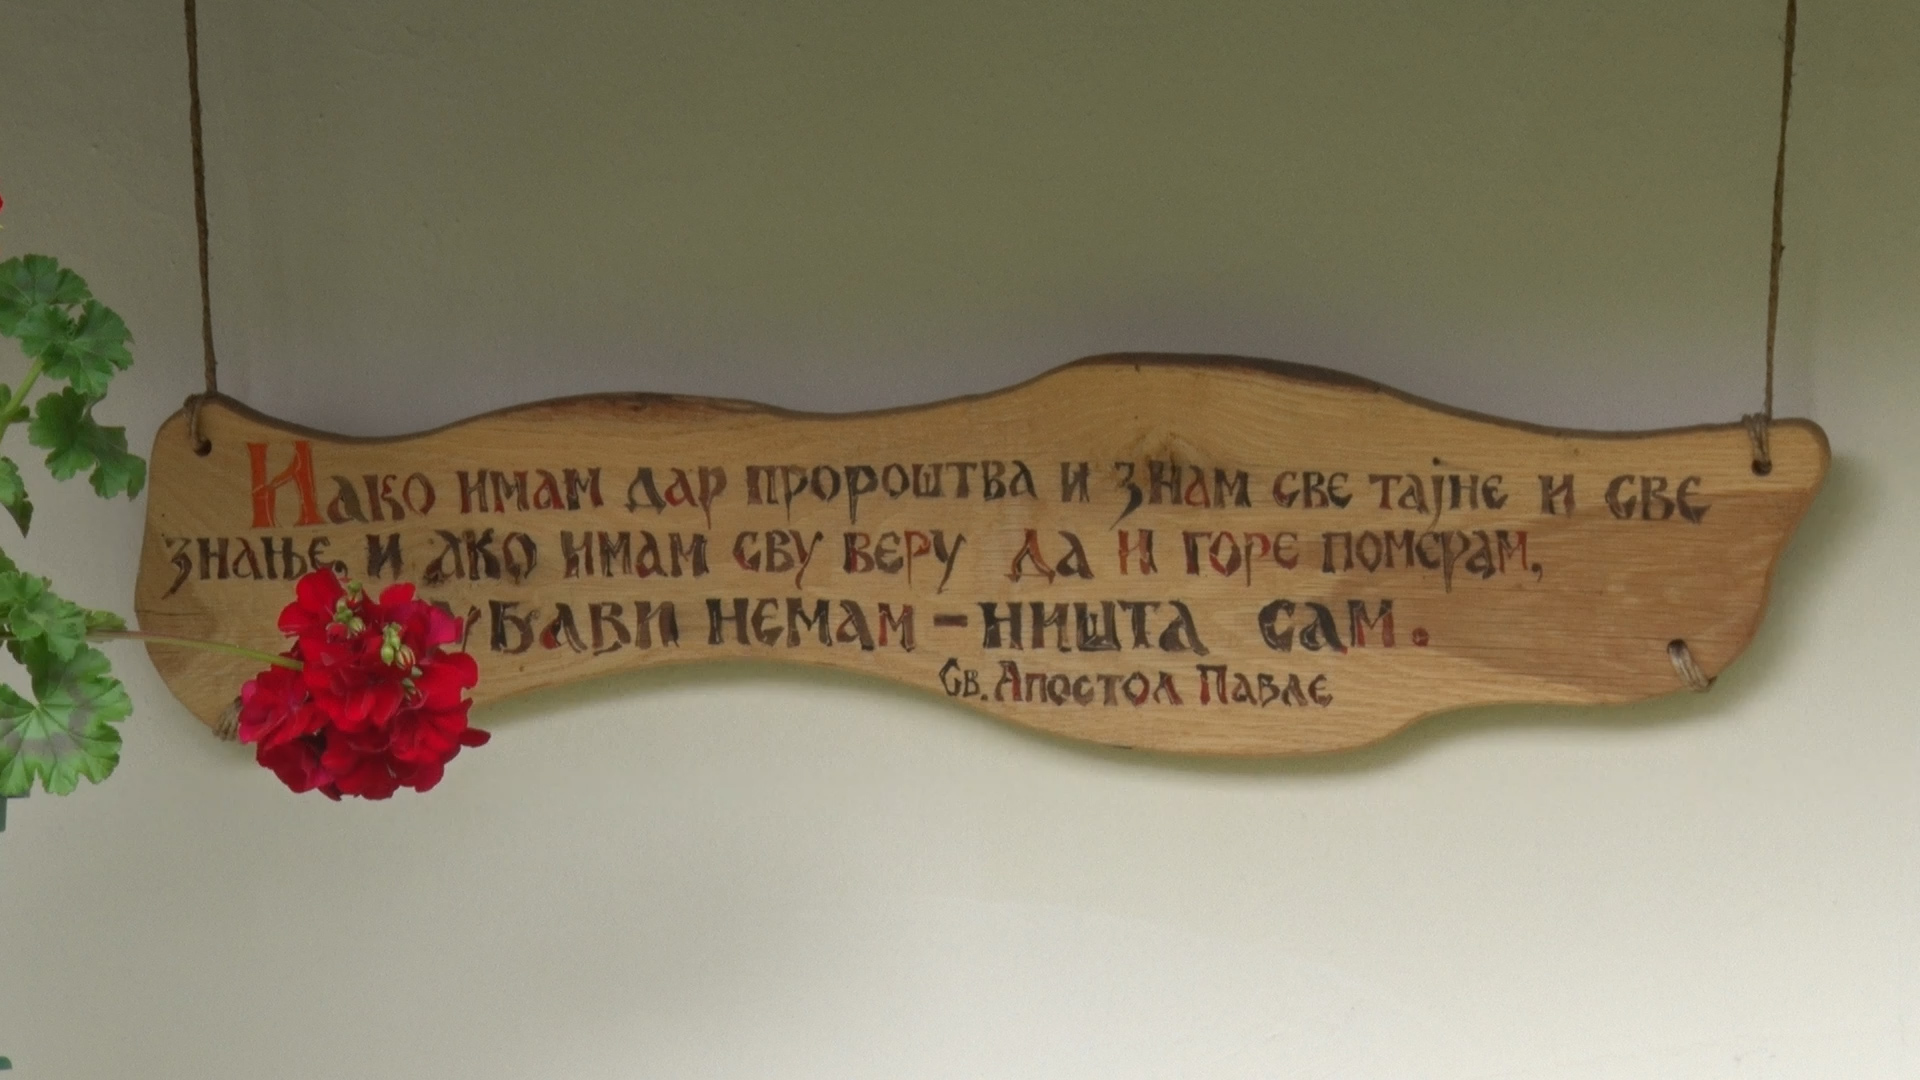 Иако имам дар пророштва и знам све тајне и све
знање, и ако имам сву веру да и горе померам,
немам – ништа сам.
Св. Апостол Павле